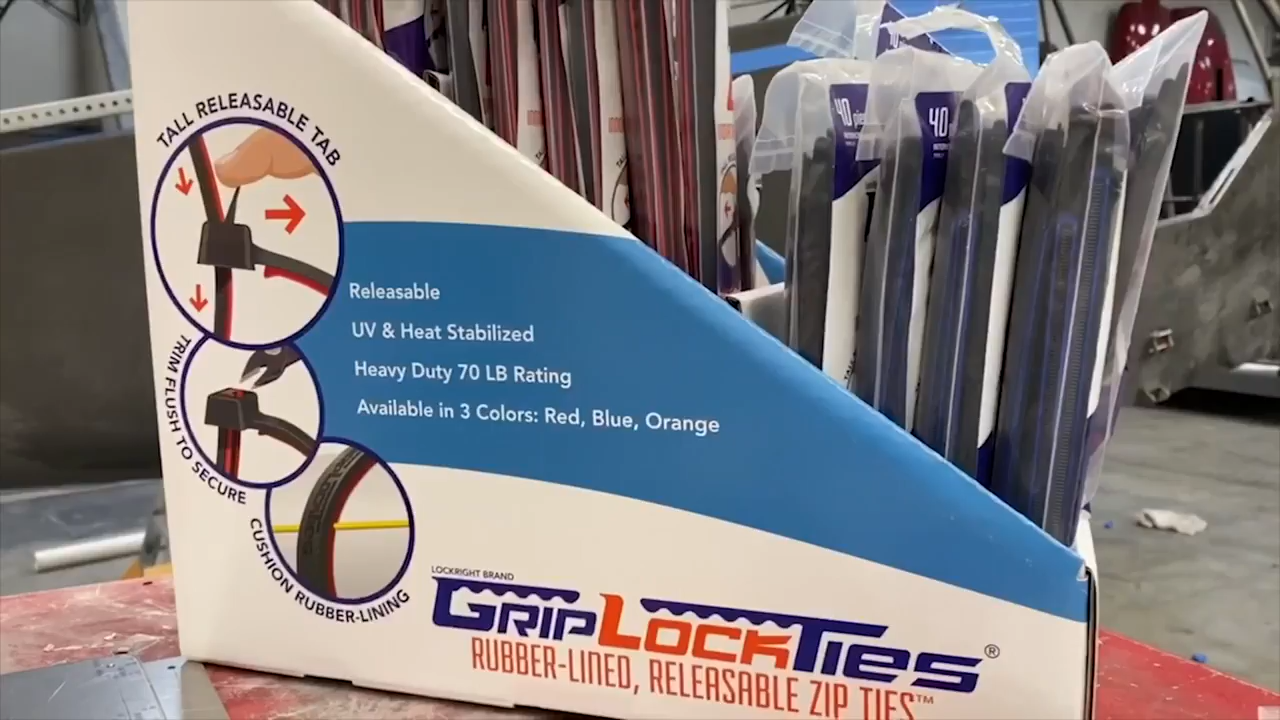 TALL RELEASABLE TAB
TRIM FLUSH TO SECURE
CUSHION RUBBER-LINING
Releasable
UV & Heat Stabilized
Heavy Duty 70 LB Rating
Available in 3 Colors: Red, Blue, Orange
LOCKRIGHT BRAND
GRIPLOCKTIES®
RUBBER-LINED, RELEASABLE ZIP TIES™
40
40